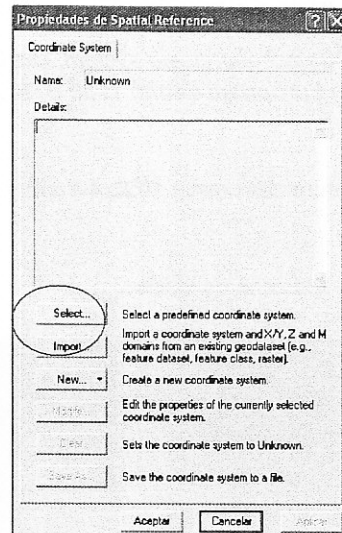 Propiedades de Spatial Reference
Coordinate System
Name: Unknown
Details:
Select... Select a predefined coordinate system.
Import... Import a coordinate system and X/Y, Z and M
domains from an existing geodataset (e.g.,
feature dataset, feature class, raster).
New... Create a new coordinate system.
Modify... Edit the properties of the currently selected
coordinate system.
Clear Sets the coordinate system to Unknown.
Save As... Save the coordinate system to a file.
Aceptar Cancelar Aplicar